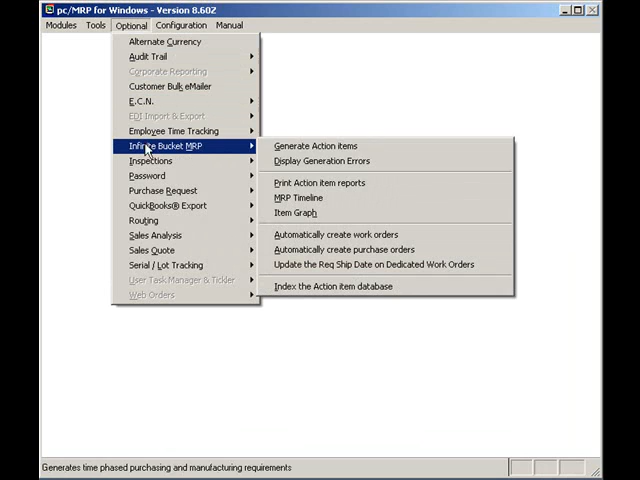 pc/MRP for Windows - Version 8.60Z
Modules Tools Optional Configuration Manual
Alternate Currency
Audit Trail
Corporate Reporting
Customer Bulk eMailer
E.C.N.
EDI Import & Export
Employee Time Tracking
Infinite Bucket MRP
Inspections
Password
Purchase Request
QuickBooks® Export
Routing
Sales Analysis
Sales Quote
Serial / Lot Tracking
User Task Manager & Tickler
Web Orders
Generate Action items
Display Generation Errors
Print Action item reports
MRP Timeline
Item Graph
Automatically create work orders
Automatically create purchase orders
Update the Req Ship Date on Dedicated Work Orders
Index the Action item database
Generates time phased purchasing and manufacturing requirements